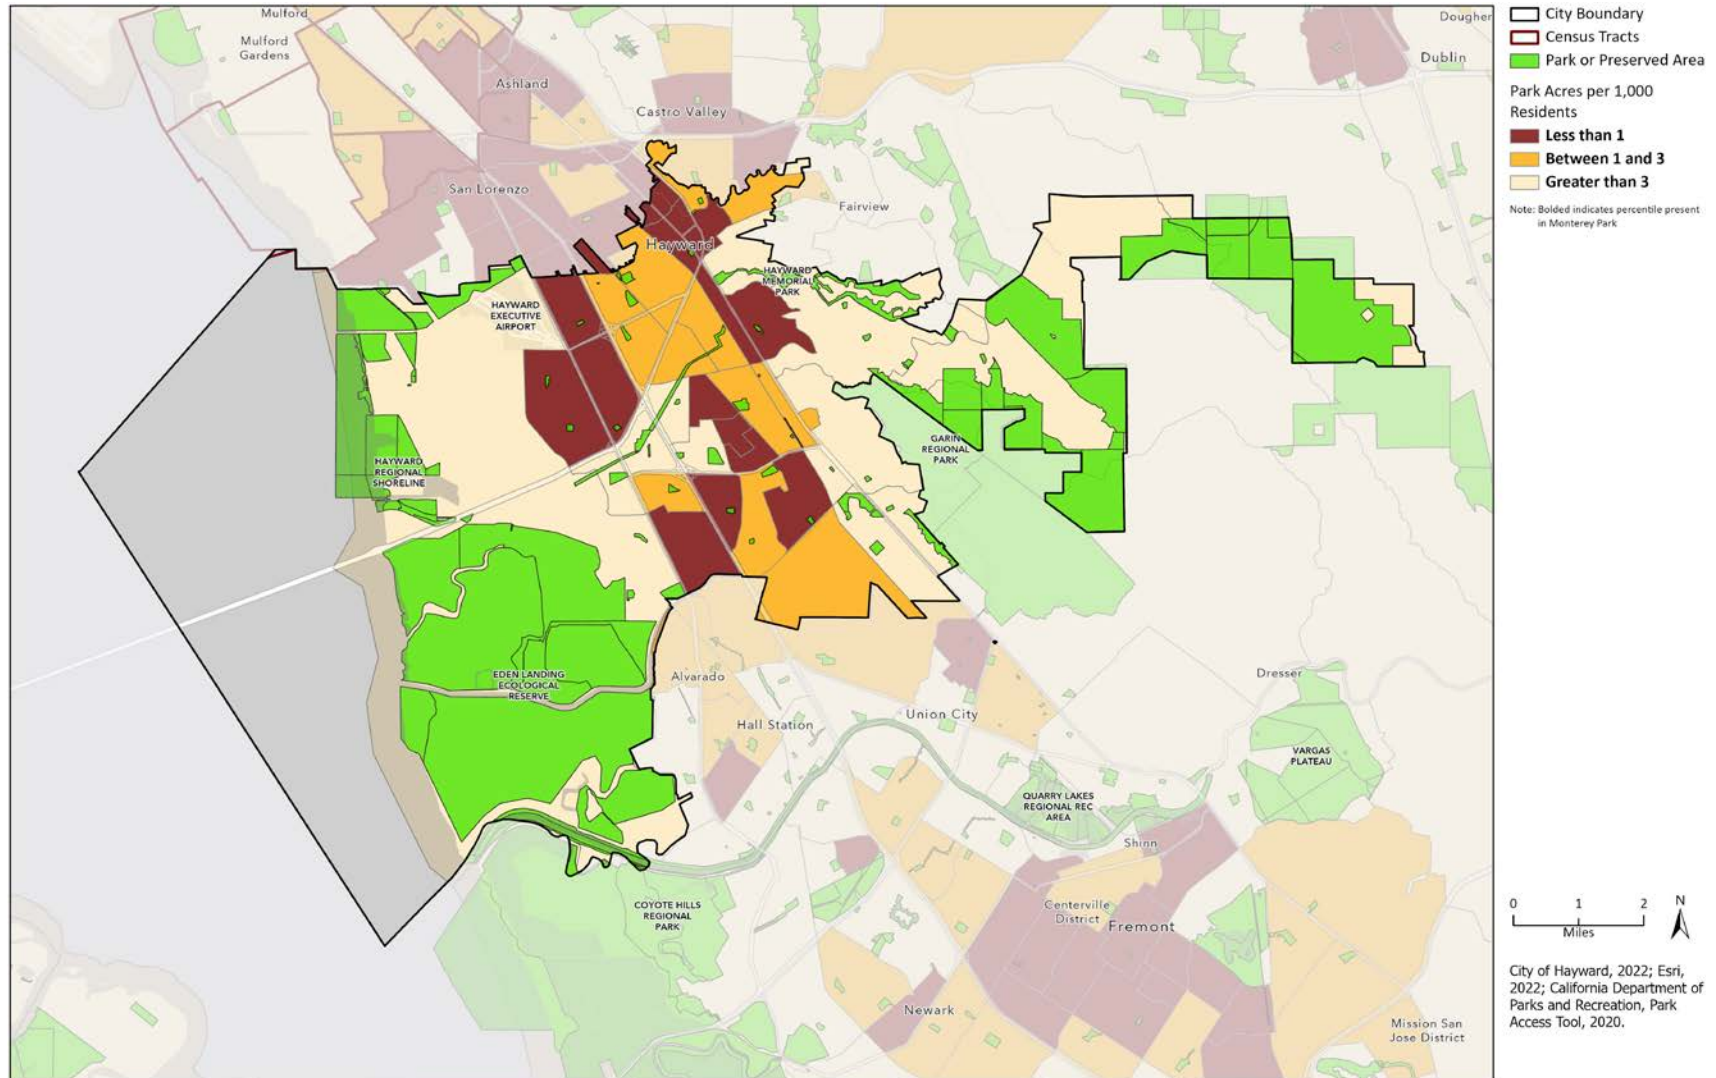 Mulford
Mulford
Gardens
Ashland
Castro Valley
San Lorenzo
Fairview
Hayward
Dougher
Dublin
HAYWARD
EXECUTIVE
AIRPORT
HAYWARD
MEMORIAL
PARK
HAYWARD
REGIONAL
SHORELINE
GARIN
REGIONAL
PARK
EDEN LANDING
ECOLOGICAL
RESERVE
Alvarado
Hall Station
Union City
Dresser
VARGAS
PLATEAU
QUARRY LAKES
REGIONAL REC
AREA
Shinn
COYOTE HILLS
REGIONAL
PARK
Centerville
District
Fremont
Newark
Mission San
Jose District
City Boundary
Census Tracts
Park or Preserved Area
Park Acres per 1,000
Residents
Less than 1
Between 1 and 3
Greater than 3
Note: Bolded indicates percentile present
in Monterey Park
0 1 2
Miles
N
City of Hayward, 2022; Esri,
2022; California Department of
Parks and Recreation, Park
Access Tool, 2020.